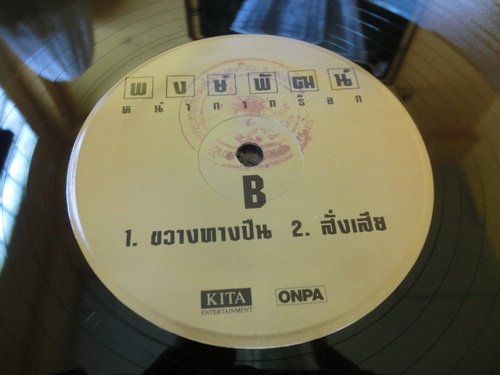 พงษ์พัฒน์
หน้ากากร็อก
B
1. ขวางทางปืน 2. สั่งเสีย
KITA ONPA
ENTERTAINMENT